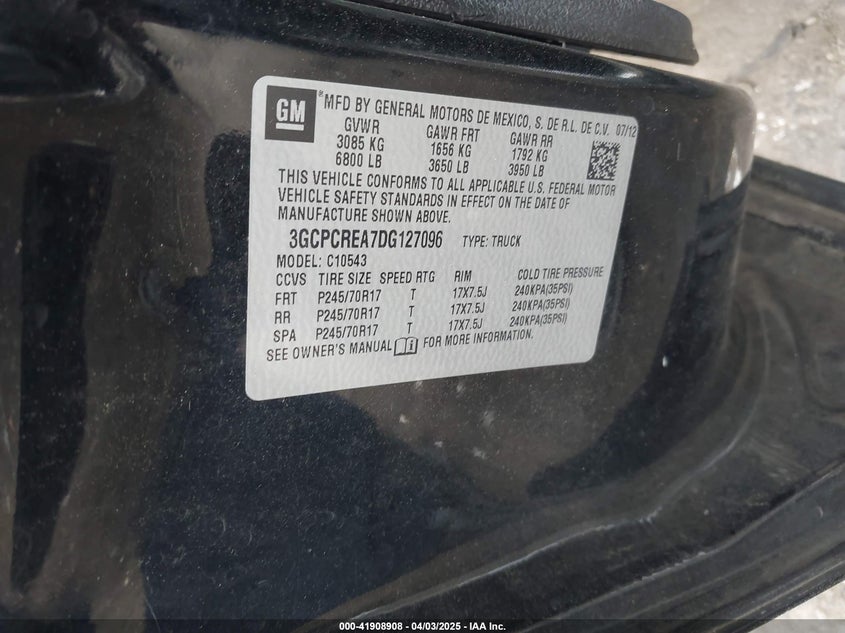 GM
*MFD BY GENERAL MOTORS DE MEXICO, S. DE R.L. DE C.V. 07/12
GVWR GAWR FRT GAWR RR
3085 KG 1656 KG 1792 KG
6800 LB 3650 LB 3950 LB
THIS VEHICLE CONFORMS TO ALL APPLICABLE U.S. FEDERAL MOTOR
VEHICLE SAFETY STANDARDS IN EFFECT ON THE DATE OF
MANUFACTURE SHOWN ABOVE.
3GCPCREA7DG127096 TYPE: TRUCK
MODEL: C10543
CCVS TIRE SIZE SPEED RTG RIM COLD TIRE PRESSURE
FRT P245/70R17 T 17X7.5J 240KPA(35PSI)
RR P245/70R17 T 17X7.5J 240KPA(35PSI)
SPA P245/70R17 T 17X7.5J 240KPA(35PSI)
SEE OWNER'S MANUAL FOR MORE INFORMATION.
000-41908908 - 04/03/2025 - IAA Inc.